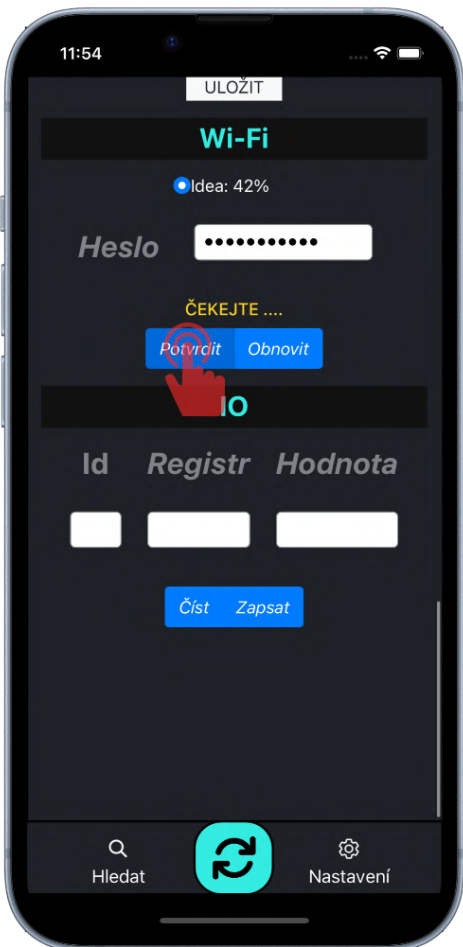 11:54
ULOŽIT
Wi-Fi
Idea: 42%
Heslo •••••••••••
ČEKEJTE ....
Potvrdit Obnovit
IO
Id Registr Hodnota
Číst Zapsat
Hledat Nastavení